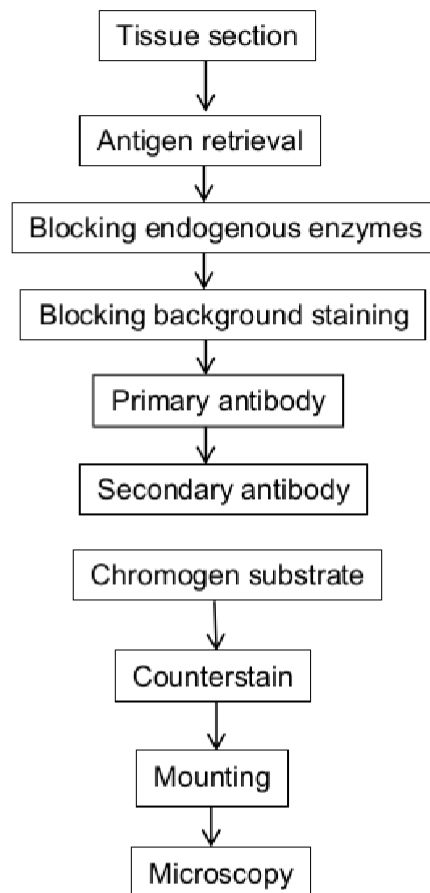 Tissue section
Antigen retrieval
Blocking endogenous enzymes
Blocking background staining
Primary antibody
Secondary antibody
Chromogen substrate
Counterstain
Mounting
Microscopy